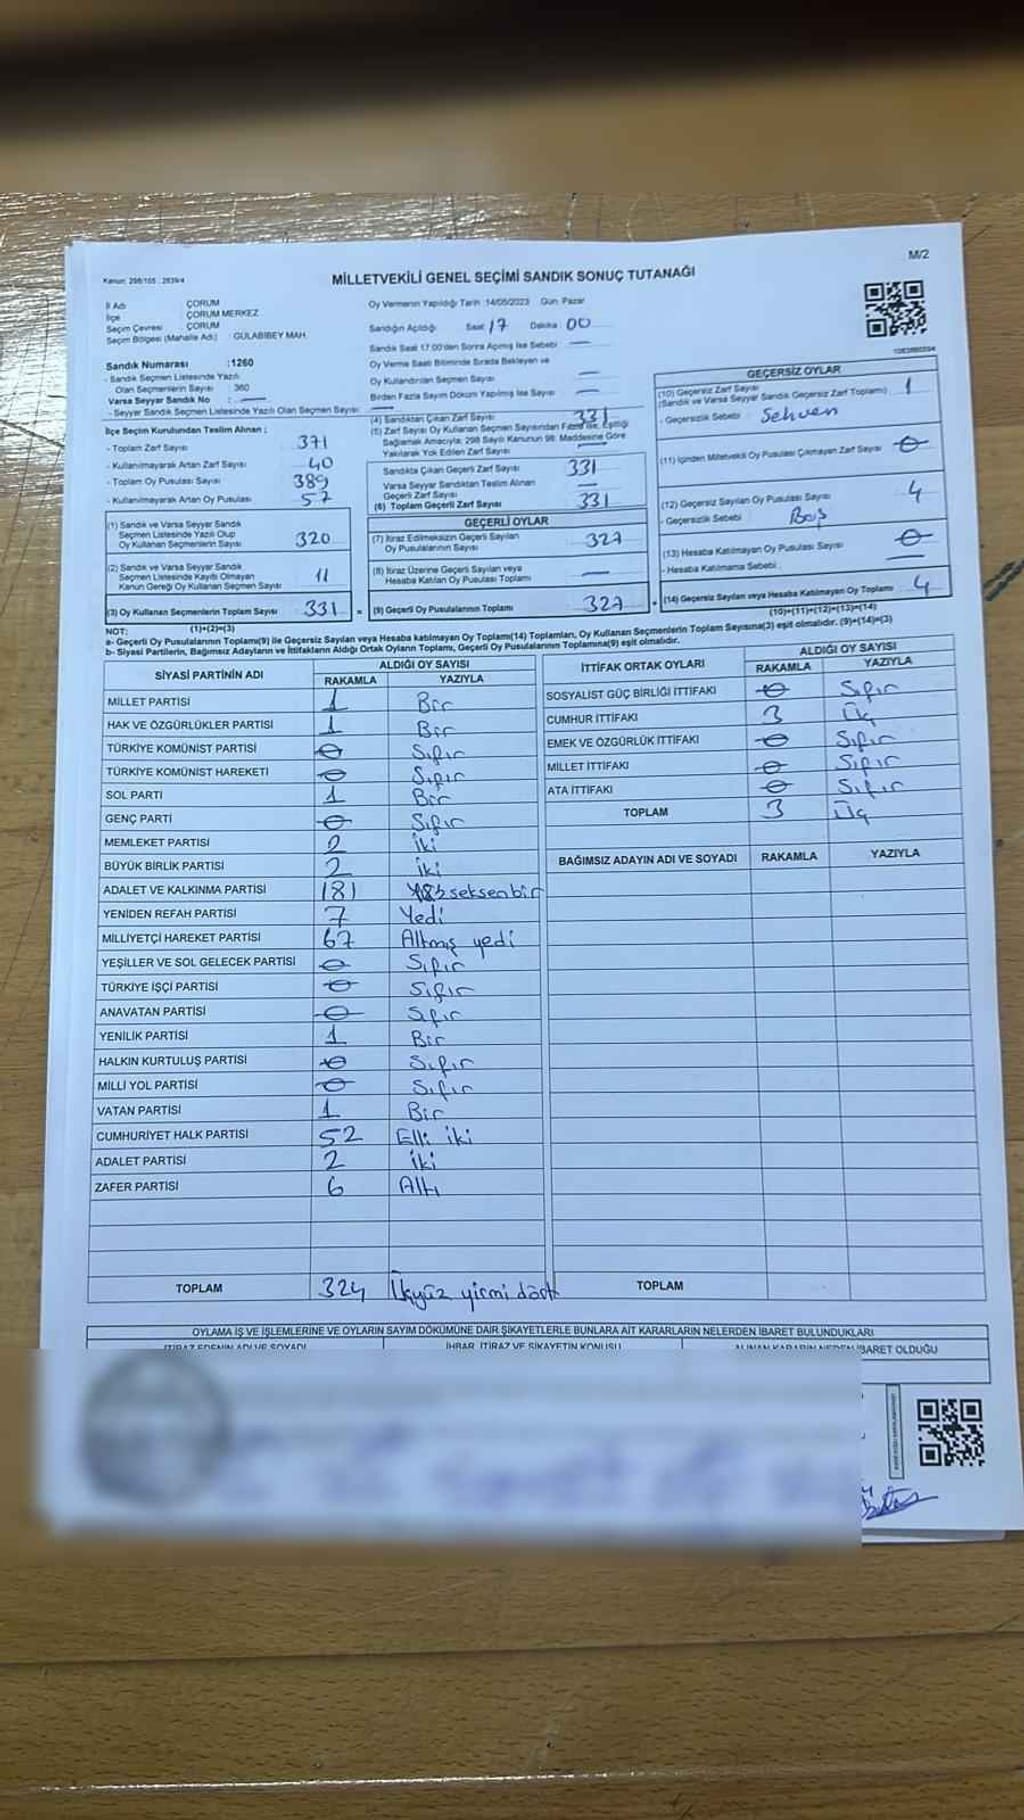 M/2
Kanun: 298/105 ; 2839/4
MİLLETVEKİLİ GENEL SEÇİMİ SANDIK SONUÇ TUTANAĞI
İl Adı ÇORUM
İlçe ÇORUM MERKEZ
Seçim Çevresi ÇORUM
Seçim Bölgesi (Mahalle Adı) GÜLABİBEY MAH.
Oy Vermenin Yapıldığı Tarih :14/05/2023 Gün: Pazar
Sandığın Açıldığı Saat 17 Dakika 00
Sandık Saat 17:00'den Sonra Açılmış İse Sebebi —
Oy Verme Saati Bitiminde Sırada Bekleyen ve
Oy Kullandırılan Seçmen Sayısı —
Birden Fazla Sayım Dökümü Yapılmış İse Sayısı —
Sandık Numarası :1260
- Sandık Seçmen Listesinde Yazılı
Olan Seçmenlerin Sayısı : 360
Varsa Seyyar Sandık No : —
- Seyyar Sandık Seçmen Listesinde Yazılı Olan Seçmen Sayısı: —
İlçe Seçim Kurulundan Teslim Alınan :
- Toplam Zarf Sayısı 371
- Kullanılmayarak Artan Zarf Sayısı 40
- Toplam Oy Pusulası Sayısı 389
- Kullanılmayarak Artan Oy Pusulası 57
(1) Sandık ve Varsa Seyyar Sandık
Seçmen Listesinde Yazılı Olup
Oy Kullanan Seçmenlerin Sayısı 320
(2) Sandık ve Varsa Seyyar Sandık
Seçmen Listesinde Kaydı Olmayan
Kanun Gereği Oy Kullanan Seçmen Sayısı 11
(3) Oy Kullanan Seçmenlerin Toplam Sayısı 331 =
(1)+(2)=(3)
(4) Sandıktan Çıkan Zarf Sayısı 331
(5) Zarf Sayısı Oy Kullanan Seçmen Sayısından Fazla İse, Eşitliği
Sağlamak Amacıyla; 298 Sayılı Kanunun 98. Maddesine Göre
Yakılarak Yok Edilen Zarf Sayısı —
Sandıkta Çıkan Geçerli Zarf Sayısı 331
Varsa Seyyar Sandıktan Teslim Alınan
Geçerli Zarf Sayısı —
(6) Toplam Geçerli Zarf Sayısı 331
GEÇERLİ OYLAR
(7) İtiraz Edilmeksizin Geçerli Sayılan
Oy Pusulalarının Sayısı 327
(8) İtiraz Üzerine Geçerli Sayılan veya
Hesaba Katılan Oy Pusulası Toplamı —
(9) Geçerli Oy Pusulalarının Toplamı 327
GEÇERSİZ OYLAR
(10) Geçersiz Zarf Sayısı
(Sandık ve Varsa Seyyar Sandık Geçersiz Zarf Toplamı) 1
- Geçersizlik Sebebi: Sehven
(11) İçinden Milletvekili Oy Pusulası Çıkmayan Zarf Sayısı 0
(12) Geçersiz Sayılan Oy Pusulası Sayısı 4
- Geçersizlik Sebebi Boş
(13) Hesaba Katılmayan Oy Pusulası Sayısı 0
- Hesaba Katılmama Sebebi: —
(14) Geçersiz Sayılan veya Hesaba Katılmayan Oy Toplamı 4
(10)+(11)+(12)+(13)=(14)
NOT:
a- Geçerli Oy Pusulalarının Toplamı(9) ile Geçersiz Sayılan veya Hesaba katılmayan Oy Toplamı(14) Toplamları, Oy Kullanan Seçmenlerin Toplam Sayısına(3) eşit olmalıdır. (9)+(14)=(3)
b- Siyasi Partilerin, Bağımsız Adayların ve İttifakların Aldığı Ortak Oyların Toplamı, Geçerli Oy Pusulalarının Toplamına(9) eşit olmalıdır.
SİYASİ PARTİNİN ADI ALDIĞI OY SAYISI
RAKAMLA YAZIYLA
MİLLET PARTİSİ 1 Bir
HAK VE ÖZGÜRLÜKLER PARTİSİ 1 Bir
TÜRKİYE KOMÜNİST PARTİSİ 0 Sıfır
TÜRKİYE KOMÜNİST HAREKETİ 0 Sıfır
SOL PARTİ 1 Bir
GENÇ PARTİ 0 Sıfır
MEMLEKET PARTİSİ 2 İki
BÜYÜK BİRLİK PARTİSİ 2 İki
ADALET VE KALKINMA PARTİSİ 181 Yüzseksenbir
YENİDEN REFAH PARTİSİ 7 Yedi
MİLLİYETÇİ HAREKET PARTİSİ 67 Altmış yedi
YEŞİLLER VE SOL GELECEK PARTİSİ 0 Sıfır
TÜRKİYE İŞÇİ PARTİSİ 0 Sıfır
ANAVATAN PARTİSİ 0 Sıfır
YENİLİK PARTİSİ 1 Bir
HALKIN KURTULUŞ PARTİSİ 0 Sıfır
MİLLİ YOL PARTİSİ 0 Sıfır
VATAN PARTİSİ 1 Bir
CUMHURİYET HALK PARTİSİ 52 Elli iki
ADALET PARTİSİ 2 İki
ZAFER PARTİSİ 6 Altı
TOPLAM 324 Üçyüz yirmi dört
İTTİFAK ORTAK OYLARI ALDIĞI OY SAYISI
RAKAMLA YAZIYLA
SOSYALİST GÜÇ BİRLİĞİ İTTİFAKI 0 Sıfır
CUMHUR İTTİFAKI 3 Üç
EMEK VE ÖZGÜRLÜK İTTİFAKI 0 Sıfır
MİLLET İTTİFAKI 0 Sıfır
ATA İTTİFAKI 0 Sıfır
TOPLAM 3 Üç
BAĞIMSIZ ADAYIN ADI VE SOYADI RAKAMLA YAZIYLA
TOPLAM
OYLAMA İŞ VE İŞLEMLERİNE VE OYLARIN SAYIM DÖKÜMÜNE DAİR ŞİKAYETLERLE BUNLARA AİT KARARLARIN NELERDEN İBARET BULUNDUKLARI
İTİRAZ EDENİN ADI VE SOYADI İHBAR, İTİRAZ VE ŞİKAYETİN KONUSU ALINAN KARARIN NEDEN İBARET OLDUĞU